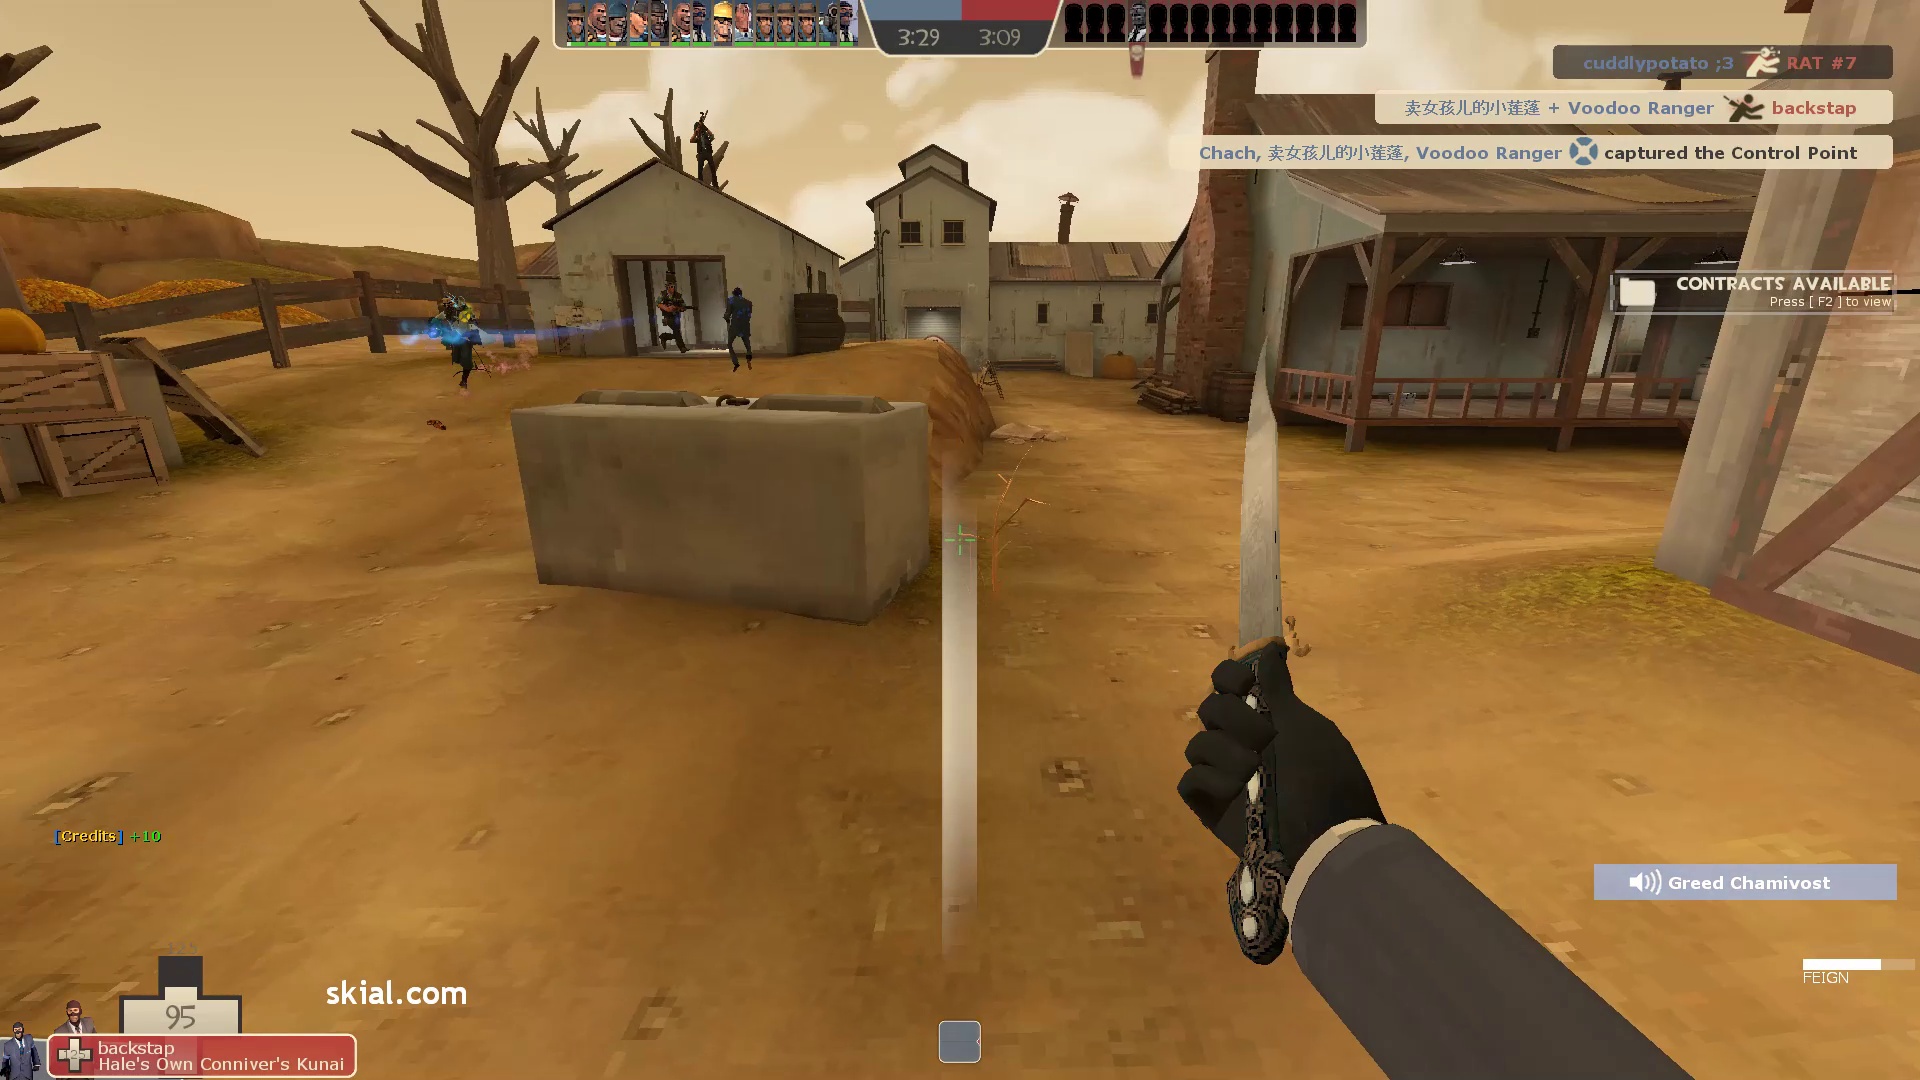 3:29 3:09
cuddlypotato ;3 RAT #7
卖女孩儿的小莲蓬 + Voodoo Ranger backstap
Chach, 卖女孩儿的小莲蓬, Voodoo Ranger captured the Control Point
CONTRACTS AVAILABLE
Press [ F2 ] to view
[Credits] +10
Greed Chamivost
FEIGN
skial.com
95
125
backstap
Hale's Own Conniver's Kunai